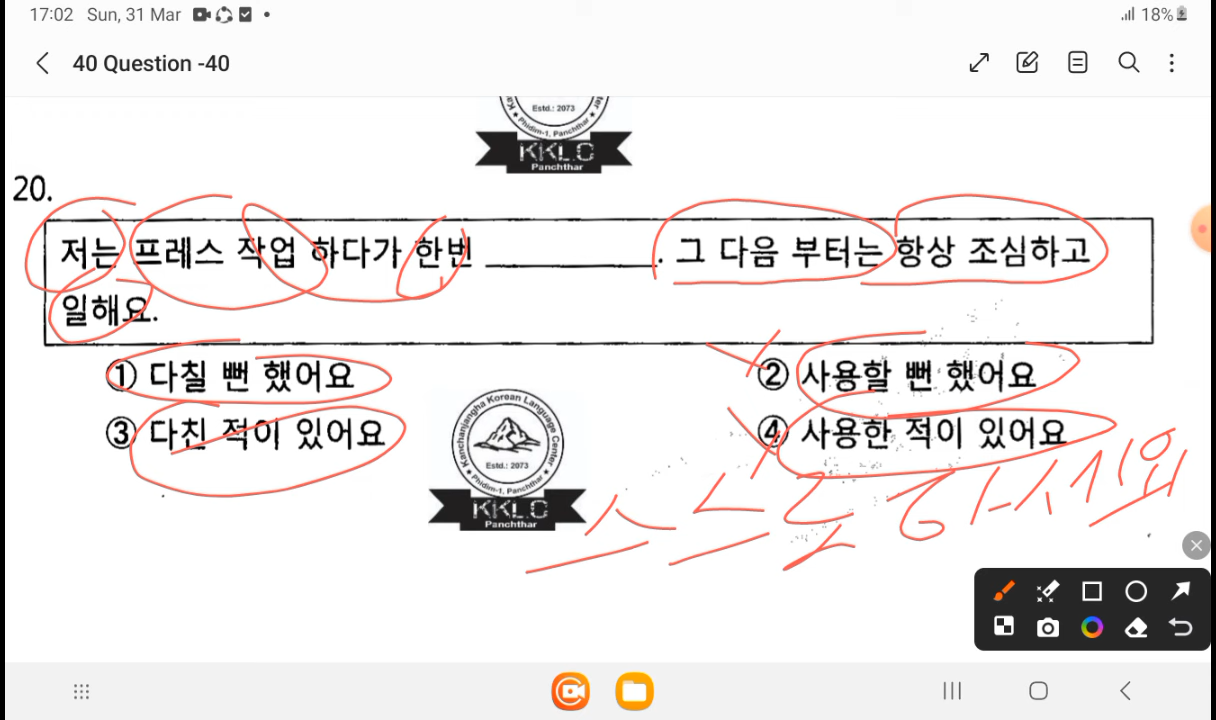 17:02 Sun, 31 Mar
18%
40 Question -40
Estd.: 2073
Phidim-1, Panchthar
KKLC
Panchthar
20.
저는 프레스 작업 하다가 한번 ____________. 그 다음 부터는 항상 조심하고
일해요.
① 다칠 뻔 했어요
② 사용할 뻔 했어요
③ 다친 적이 있어요
④ 사용한 적이 있어요
Kanchanjangha Korean Language Center
Estd.: 2073
Phidim-1, Panchthar
KKLC
Panchthar